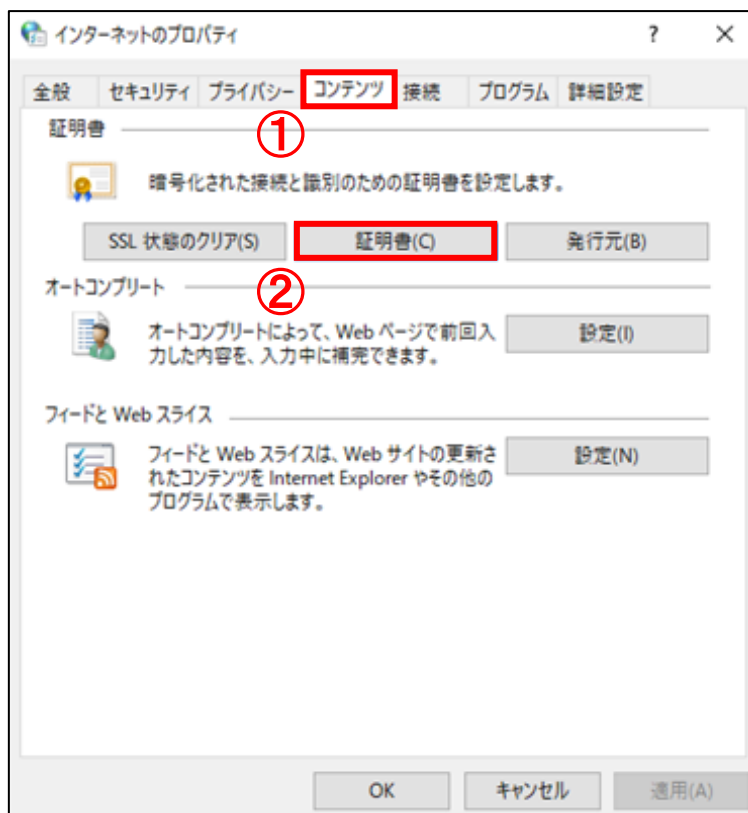 インターネットのプロパティ ? ×
全般 セキュリティ プライバシー コンテンツ 接続 プログラム 詳細設定
証明書
①
暗号化された接続と識別のための証明書を設定します。
SSL 状態のクリア(S) 証明書(C) 発行元(B)
②
オートコンプリート
オートコンプリートによって、Web ページで前回入 設定(I)
力した内容を、入力中に補完できます。
フィードと Web スライス
フィードと Web スライスは、Web サイトの更新さ 設定(N)
れたコンテンツを Internet Explorer やその他の
プログラムで表示します。
OK キャンセル 適用(A)